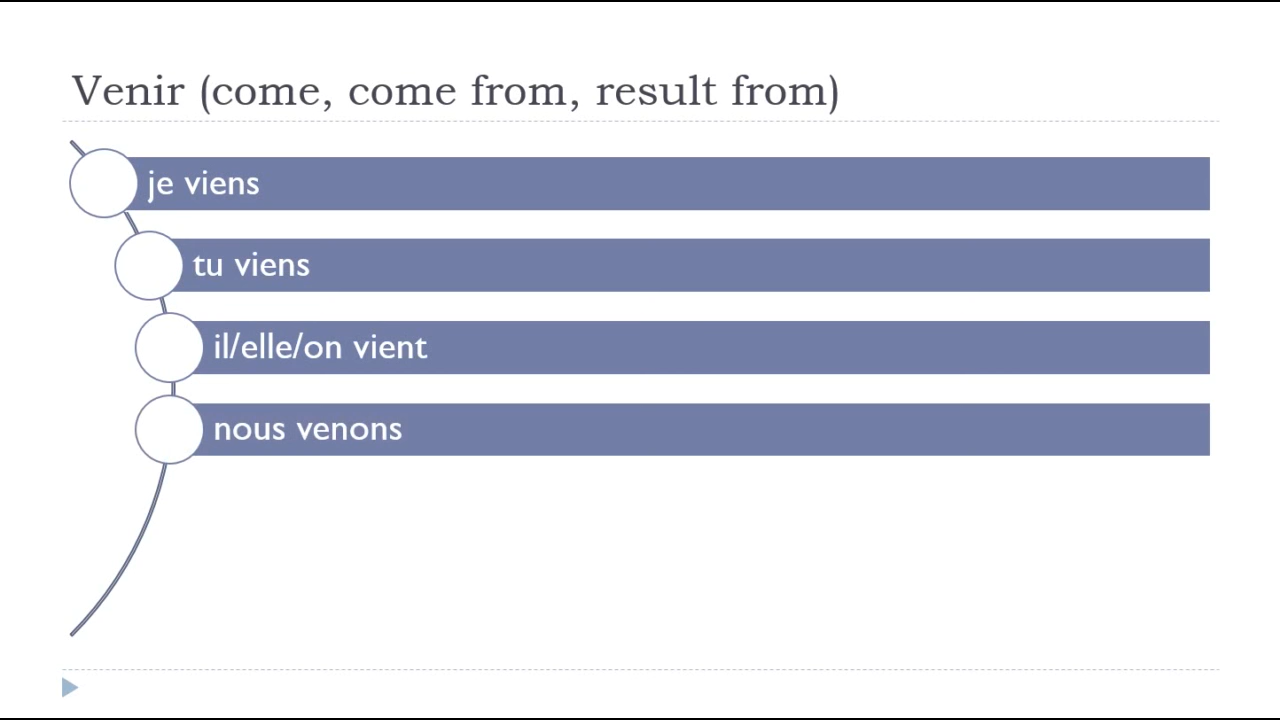 Venir (come, come from, result from)
je viens
tu viens
il/elle/on vient
nous venons